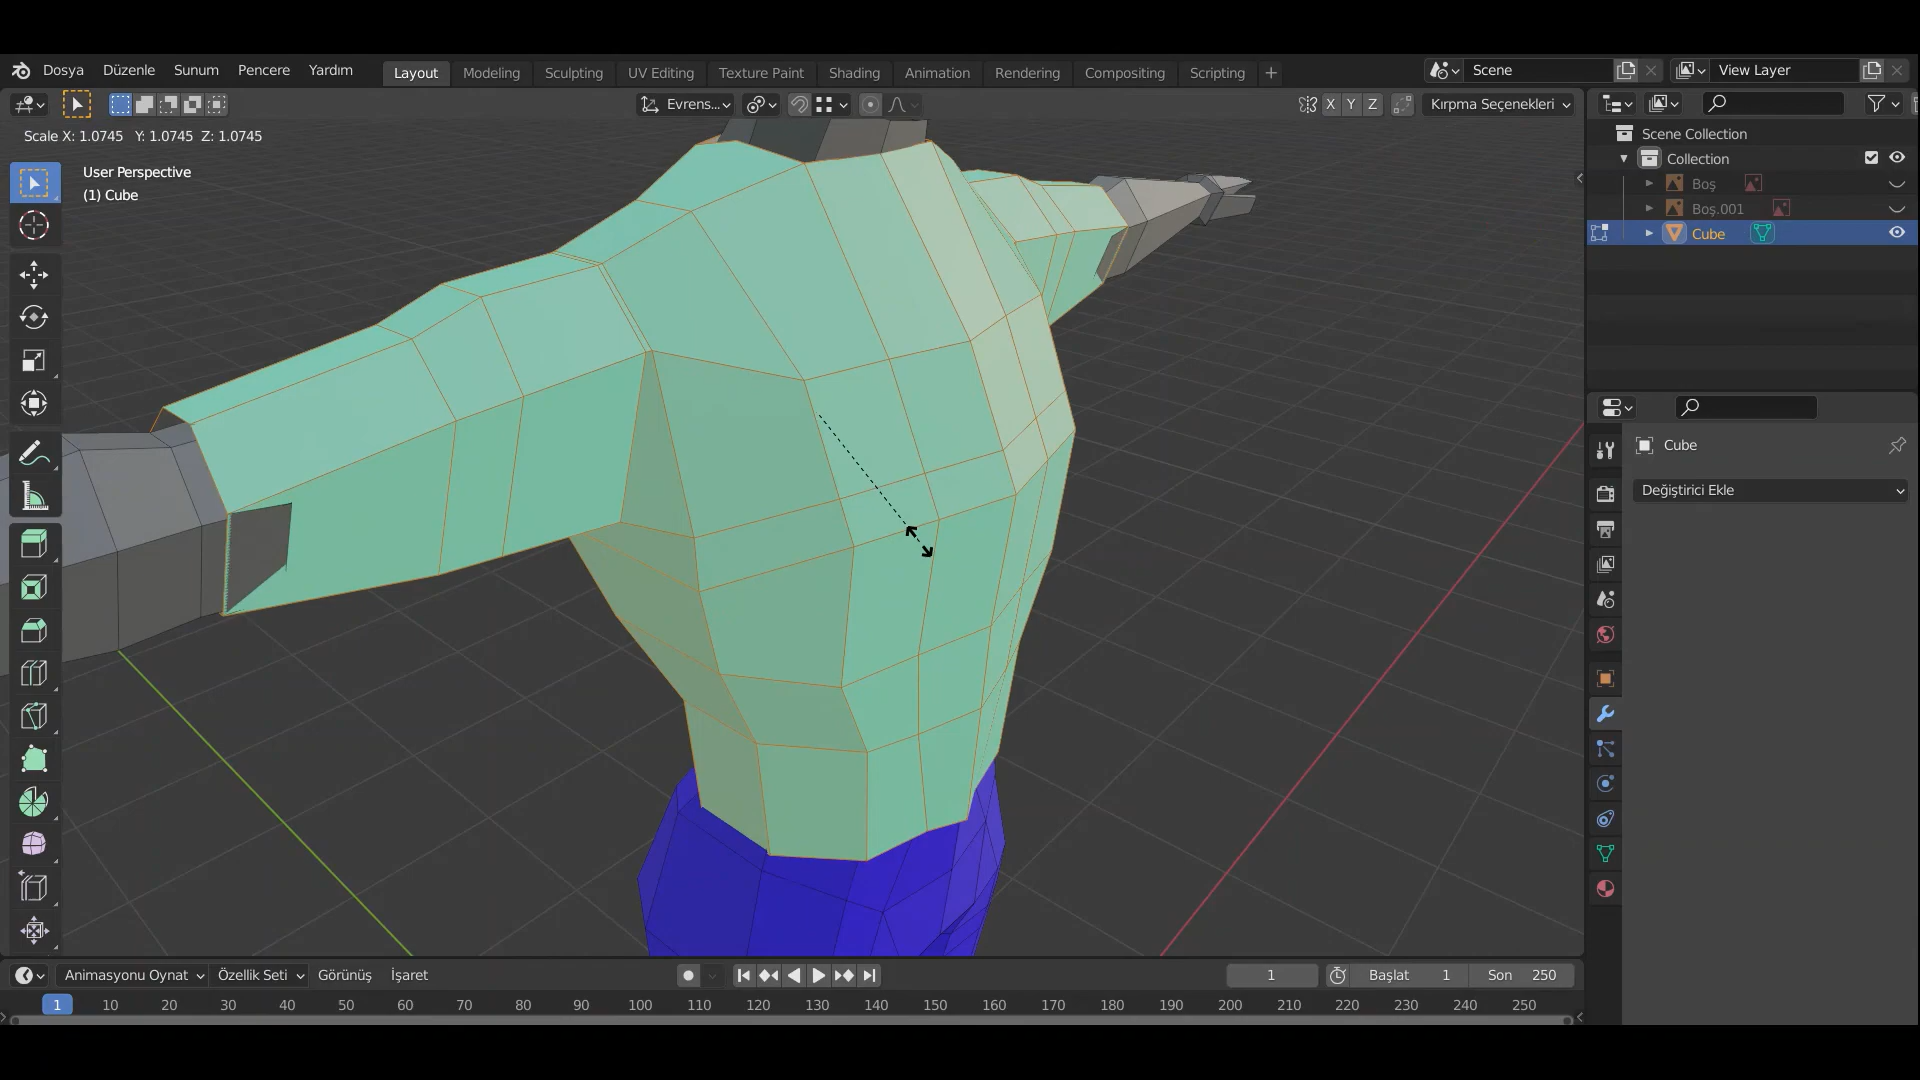 Dosya Düzenle Sunum Pencere Yardım Layout Modeling Sculpting UV Editing Texture Paint Shading Animation Rendering Compositing Scripting + Scene View Layer
Evrens... X Y Z Kırpma Seçenekleri
Scale X: 1.0745 Y: 1.0745 Z: 1.0745
User Perspective
(1) Cube
Scene Collection
Collection
Boş
Boş.001
Cube
Cube
Değiştirici Ekle
Animasyonu Oynat Özellik Seti Görünüş İşaret 1 Başlat 1 Son 250
1 10 20 30 40 50 60 70 80 90 100 110 120 130 140 150 160 170 180 190 200 210 220 230 240 250